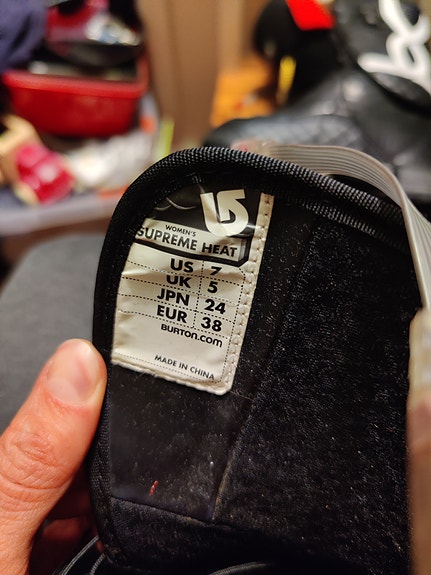 WOMEN'S
SUPREME HEAT
US 7
UK 5
JPN 24
EUR 38
BURTON.COM
MADE IN CHINA